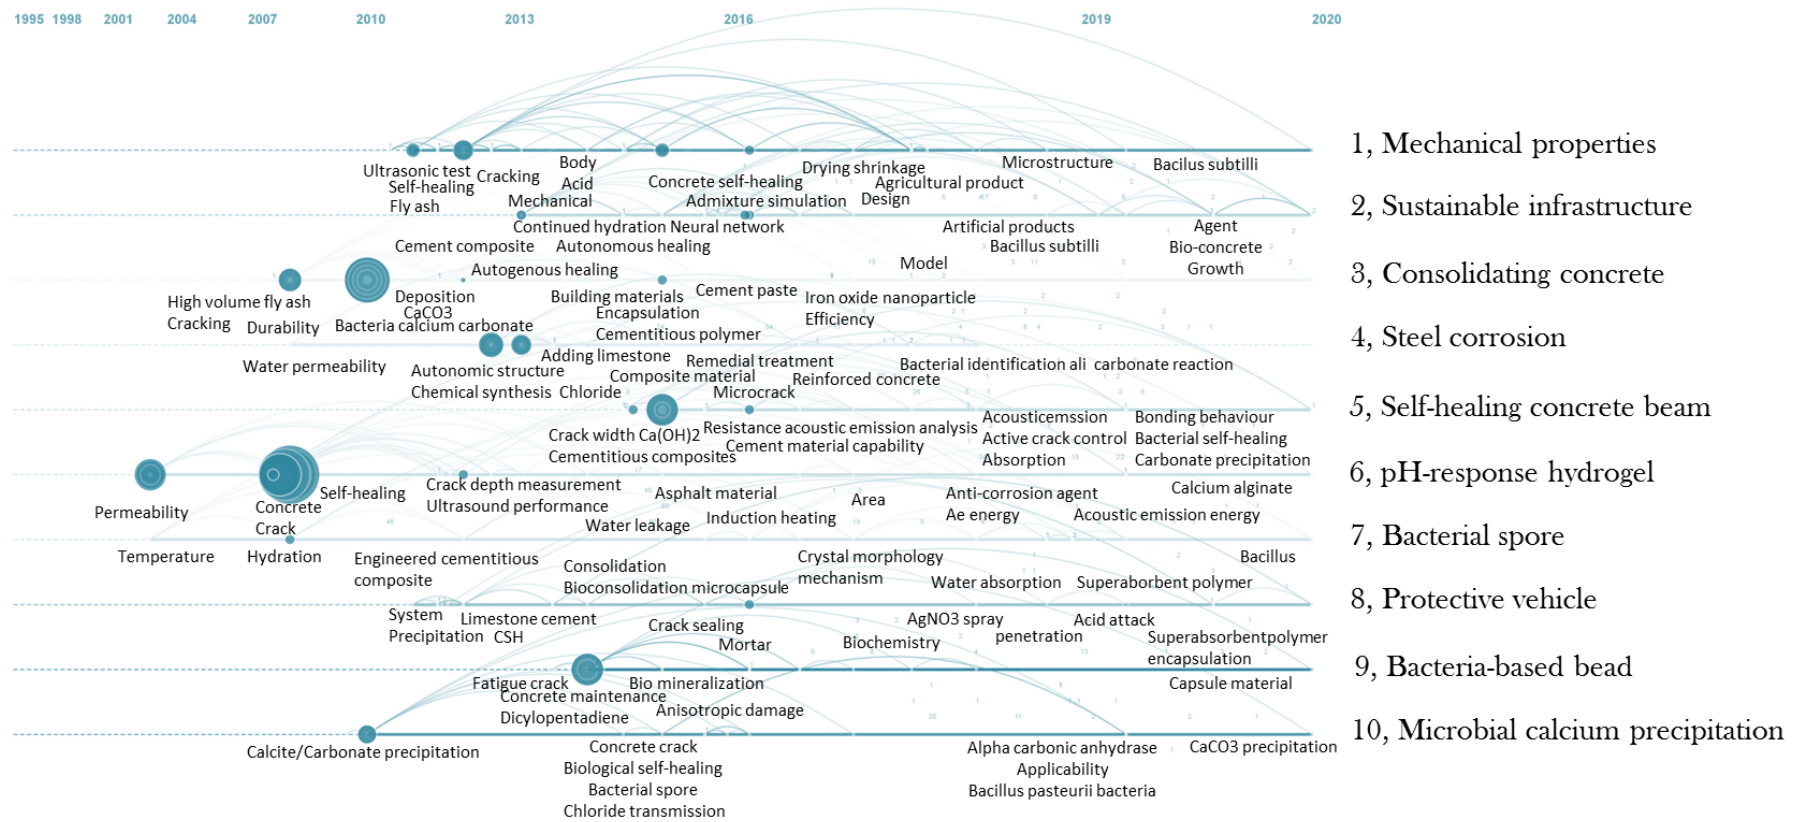 1995 1998 2001 2004 2007 2010 2013 2016 2019 2020
1, Mechanical properties
Ultrasonic test
Cracking
Self-healing
Fly ash
Body
Acid
Mechanical
Concrete self-healing
Admixture simulation
Drying shrinkage
Agricultural product
Design
Microstructure
Bacilus subtilli
2, Sustainable infrastructure
Continued hydration Neural network
Cement composite
Autonomous healing
Artificial products
Bacillus subtilli
Agent
Bio-concrete
Growth
Autogenous healing
Model
3, Consolidating concrete
High volume fly ash
Cracking
Durability
Deposition
CaCO3
Bacteria calcium carbonate
Building materials
Encapsulation
Cementitious polymer
Cement paste
Iron oxide nanoparticle
Efficiency
4, Steel corrosion
Water permeability
Adding limestone
Autonomic structure
Chemical synthesis
Chloride
Composite material
Remedial treatment
Reinforced concrete
Microcrack
Bacterial identification ali carbonate reaction
5, Self-healing concrete beam
Crack width Ca(OH)2
Cementitious composites
Resistance acoustic emission analysis
Cement material capability
Acousticemssion
Active crack control
Absorption
Bonding behaviour
Bacterial self-healing
Carbonate precipitation
6, pH-response hydrogel
Permeability
Self-healing
Concrete
Crack
Crack depth measurement
Ultrasound performance
Asphalt material
Water leakage
Induction heating
Area
Anti-corrosion agent
Ae energy
Calcium alginate
Acoustic emission energy
7, Bacterial spore
Temperature
Hydration
Engineered cementitious
composite
Consolidation
Bioconsolidation microcapsule
Crystal morphology
mechanism
Water absorption
Superaborbent polymer
Bacillus
8, Protective vehicle
System
Precipitation
Limestone cement
CSH
Crack sealing
Mortar
Biochemistry
AgNO3 spray
penetration
Acid attack
Superabsorbentpolymer
encapsulation
9, Bacteria-based bead
Fatigue crack
Concrete maintenance
Dicylopentadiene
Bio mineralization
Anisotropic damage
Capsule material
10, Microbial calcium precipitation
Calcite/Carbonate precipitation
Concrete crack
Biological self-healing
Bacterial spore
Chloride transmission
Alpha carbonic anhydrase
Applicability
Bacillus pasteurii bacteria
CaCO3 precipitation